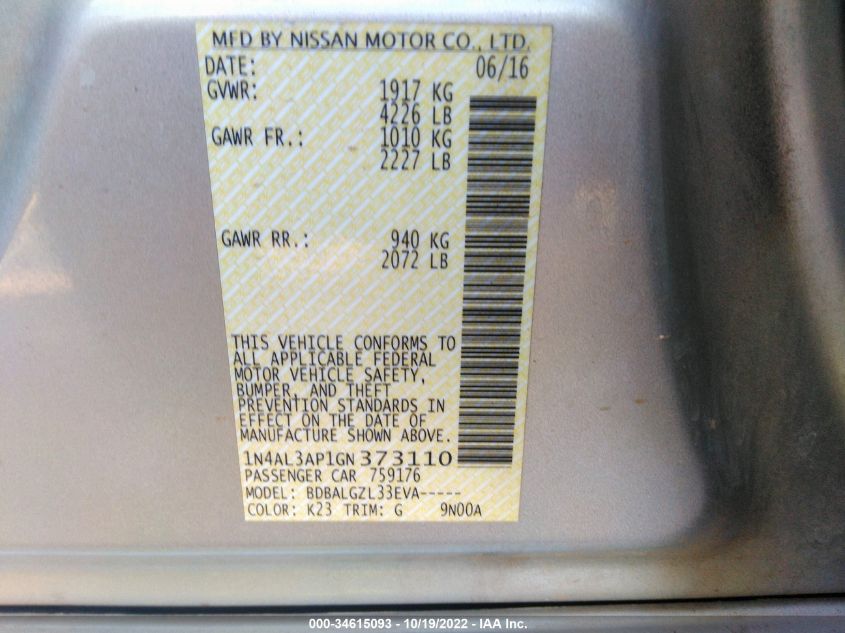 MFD BY NISSAN MOTOR CO., LTD.
DATE: 06/16
GVWR: 1917 KG
4226 LB
GAWR FR.: 1010 KG
2227 LB
GAWR RR.: 940 KG
2072 LB
THIS VEHICLE CONFORMS TO
ALL APPLICABLE FEDERAL
MOTOR VEHICLE SAFETY,
BUMPER, AND THEFT
PREVENTION STANDARDS IN
EFFECT ON THE DATE OF
MANUFACTURE SHOWN ABOVE.
1N4AL3AP1GN373110
PASSENGER CAR 759176
MODEL: BDBALGZL33EVA-----
COLOR: K23 TRIM: G 9N00A
000-34615093 - 10/19/2022 - IAA Inc.